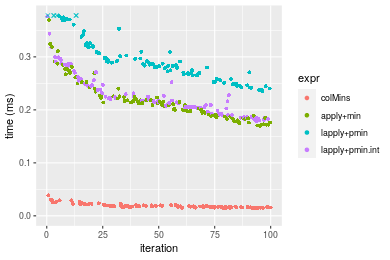 time (ms)
0.3
0.2
0.1
0.0
0
25
50
75
100
iteration
expr
colMins
apply+min
lapply+pmin
lapply+pmin.int